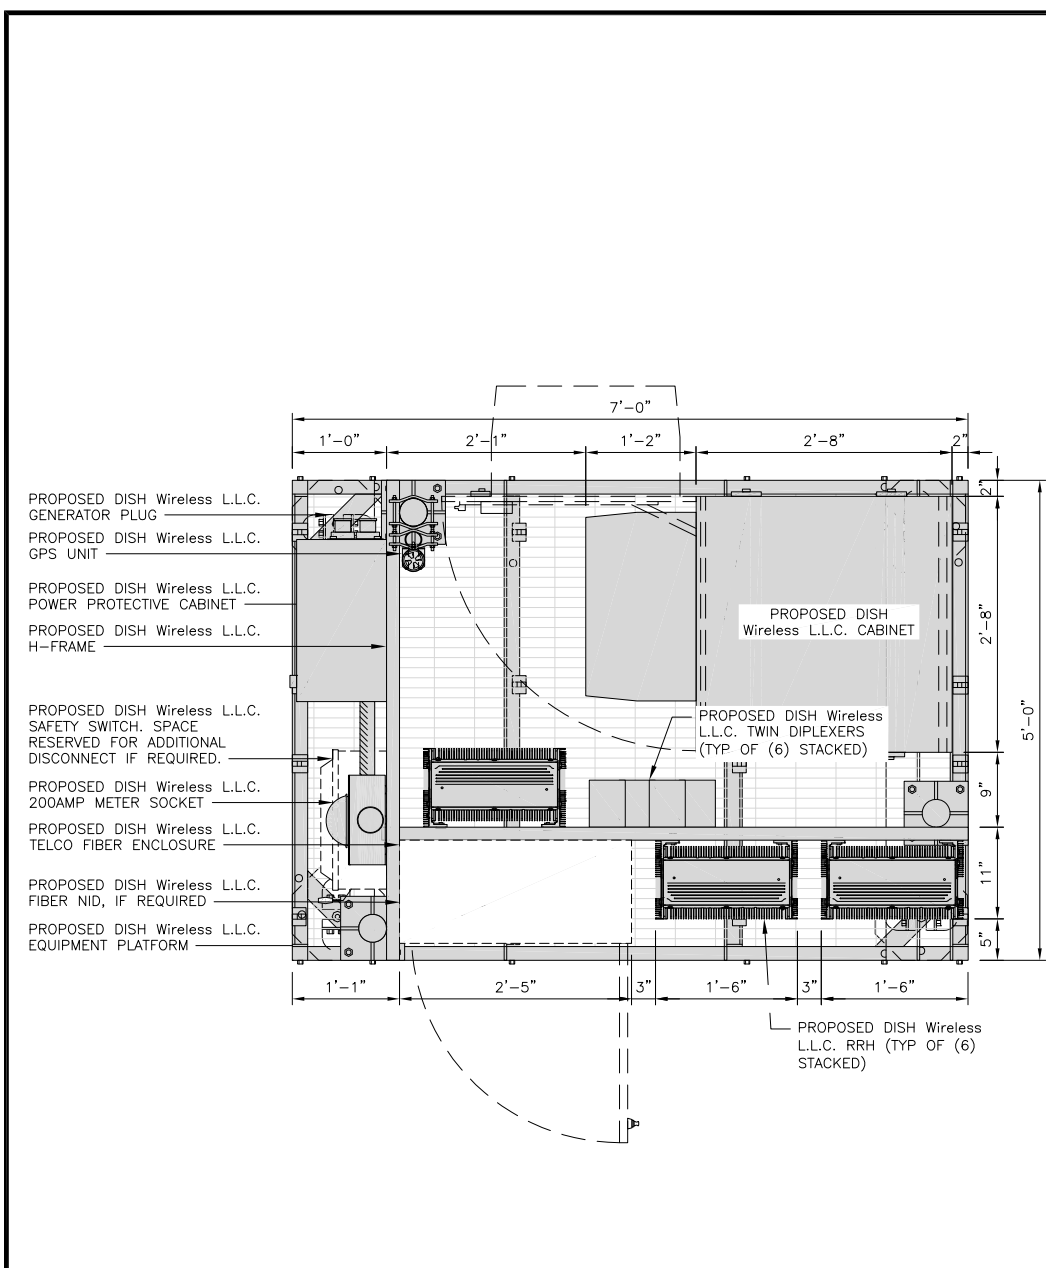 7'-0"
1'-0"
2'-1"
1'-2"
2'-8"
2"
2"
PROPOSED DISH Wireless L.L.C.
GENERATOR PLUG
PROPOSED DISH Wireless L.L.C.
GPS UNIT
PROPOSED DISH Wireless L.L.C.
POWER PROTECTIVE CABINET
PROPOSED DISH Wireless L.L.C.
H-FRAME
PROPOSED DISH
Wireless L.L.C. CABINET
2'-8"
5'-0"
PROPOSED DISH Wireless L.L.C.
SAFETY SWITCH. SPACE
RESERVED FOR ADDITIONAL
DISCONNECT IF REQUIRED.
PROPOSED DISH Wireless
L.L.C. TWIN DIPLEXERS
(TYP OF (6) STACKED)
PROPOSED DISH Wireless L.L.C.
200AMP METER SOCKET
9"
PROPOSED DISH Wireless L.L.C.
TELCO FIBER ENCLOSURE
PROPOSED DISH Wireless L.L.C.
FIBER NID, IF REQUIRED
11"
PROPOSED DISH Wireless L.L.C.
EQUIPMENT PLATFORM
5"
1'-1"
2'-5"
3"
1'-6"
3"
1'-6"
PROPOSED DISH Wireless
L.L.C. RRH (TYP OF (6)
STACKED)